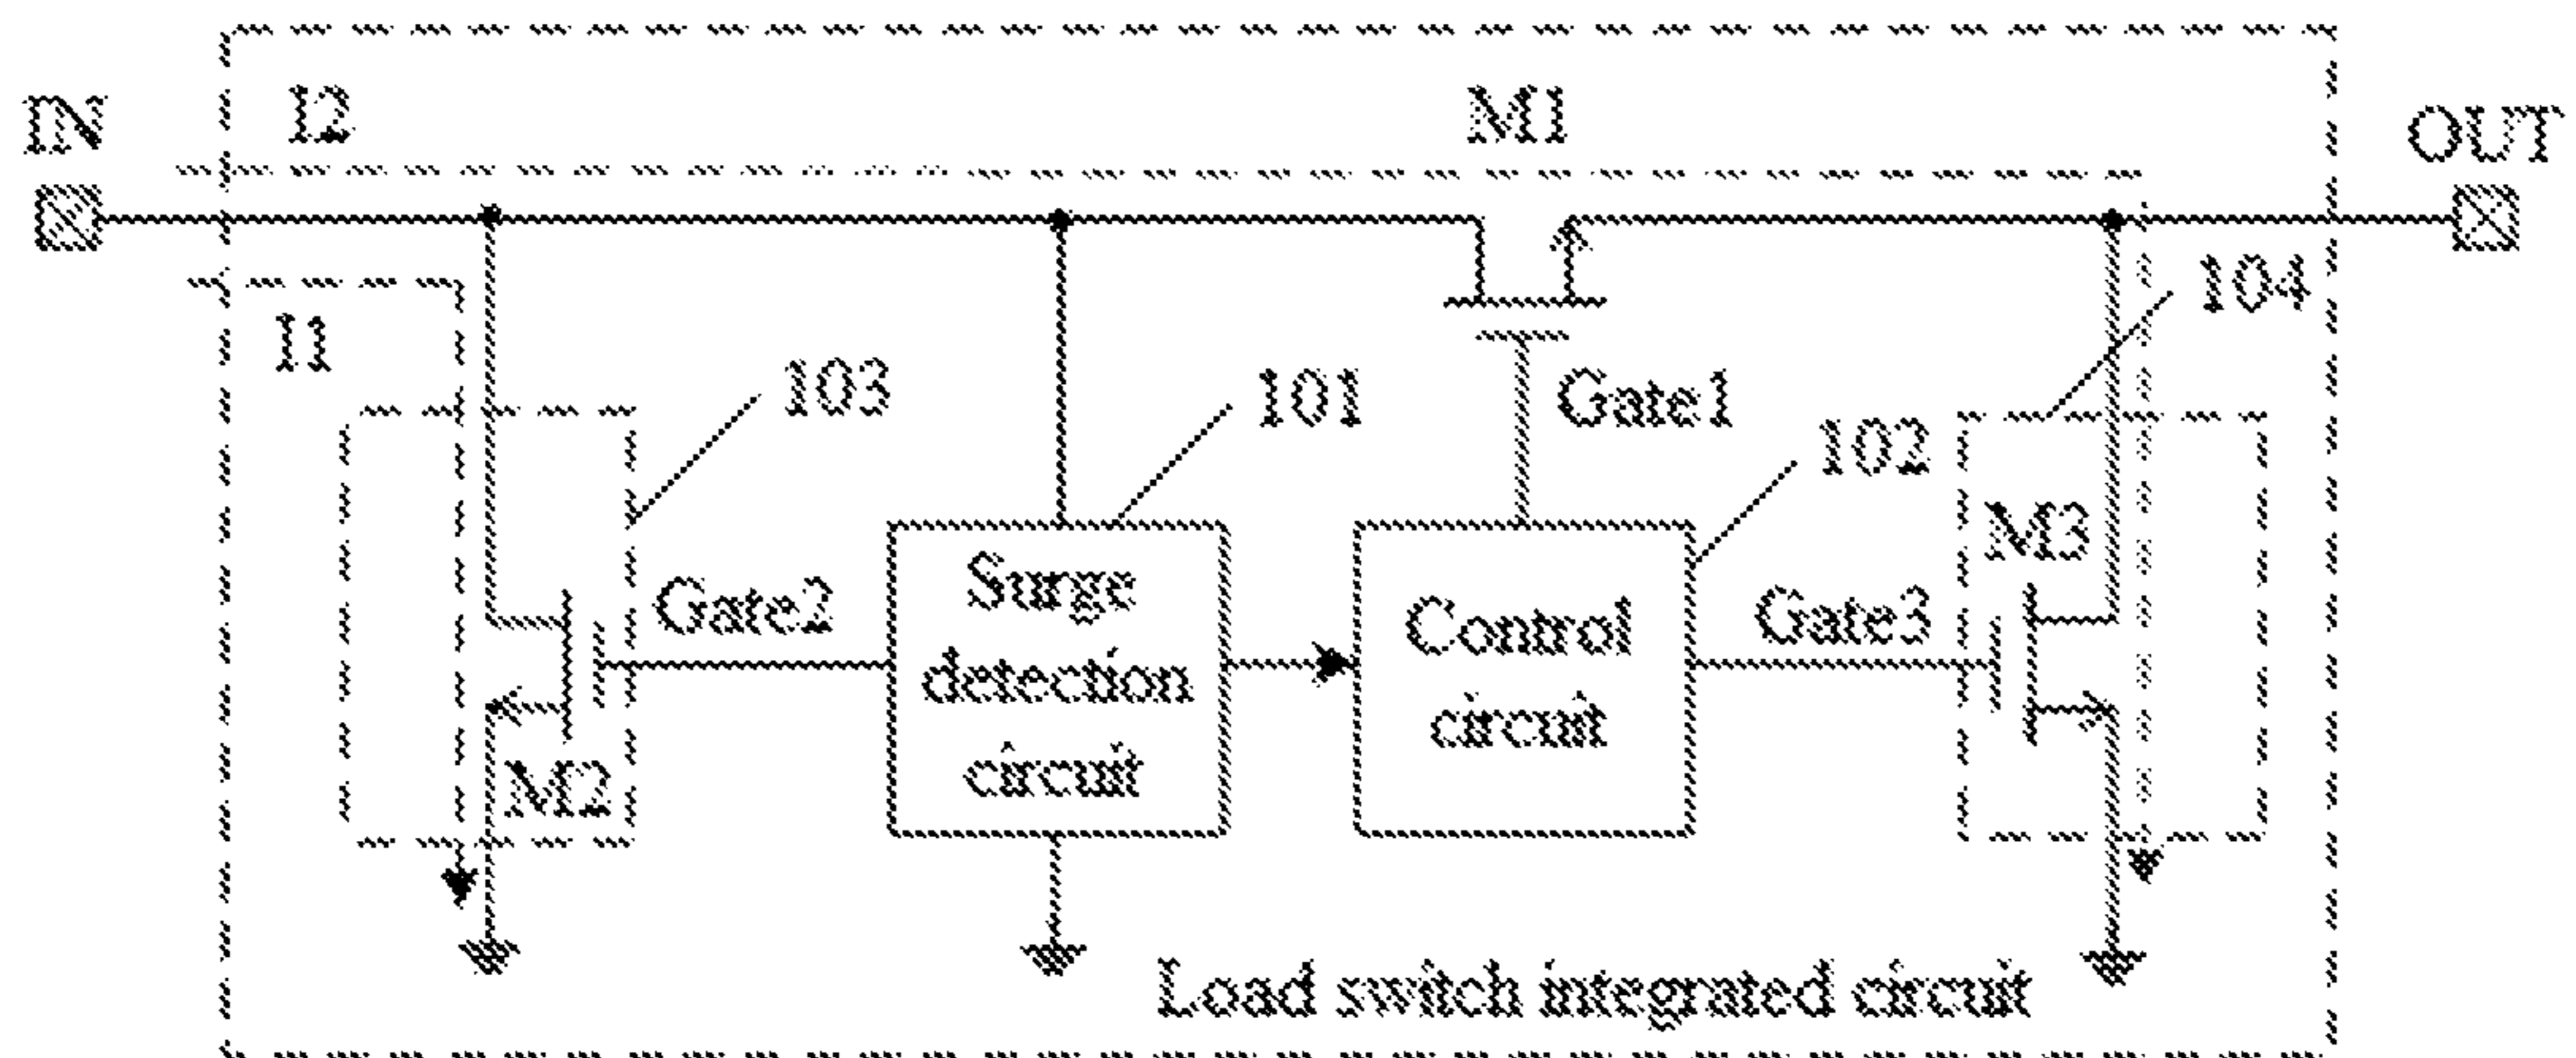 IN
I2
M1
OUT
I1
103
101
Gate1
102
104
Gate2
Surge
detection
circuit
Control
circuit
Gate3
M3
M2
Load switch integrated circuit